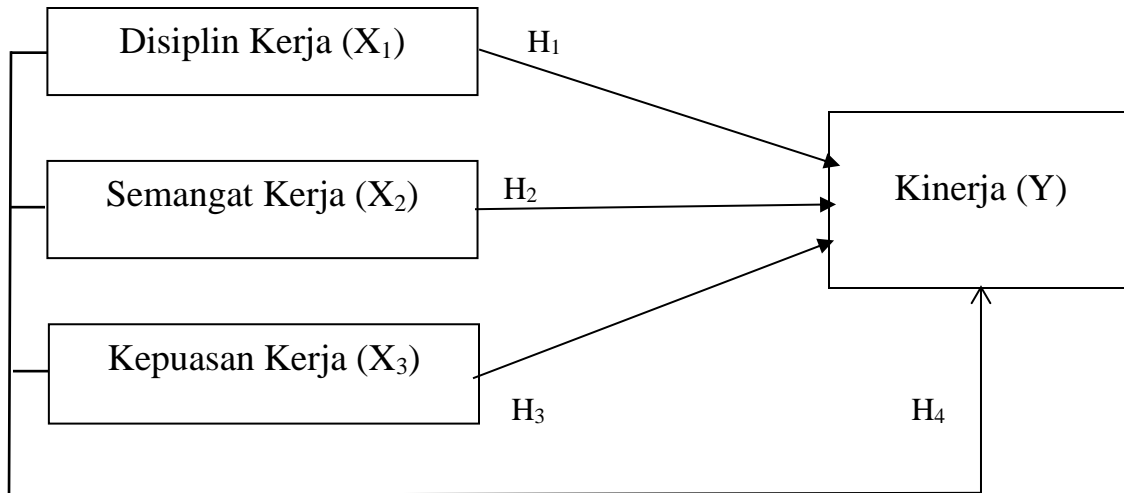 Disiplin Kerja (X₁)
H₁
Semangat Kerja (X₂)
H₂
Kinerja (Y)
Kepuasan Kerja (X₃)
H₃
H₄